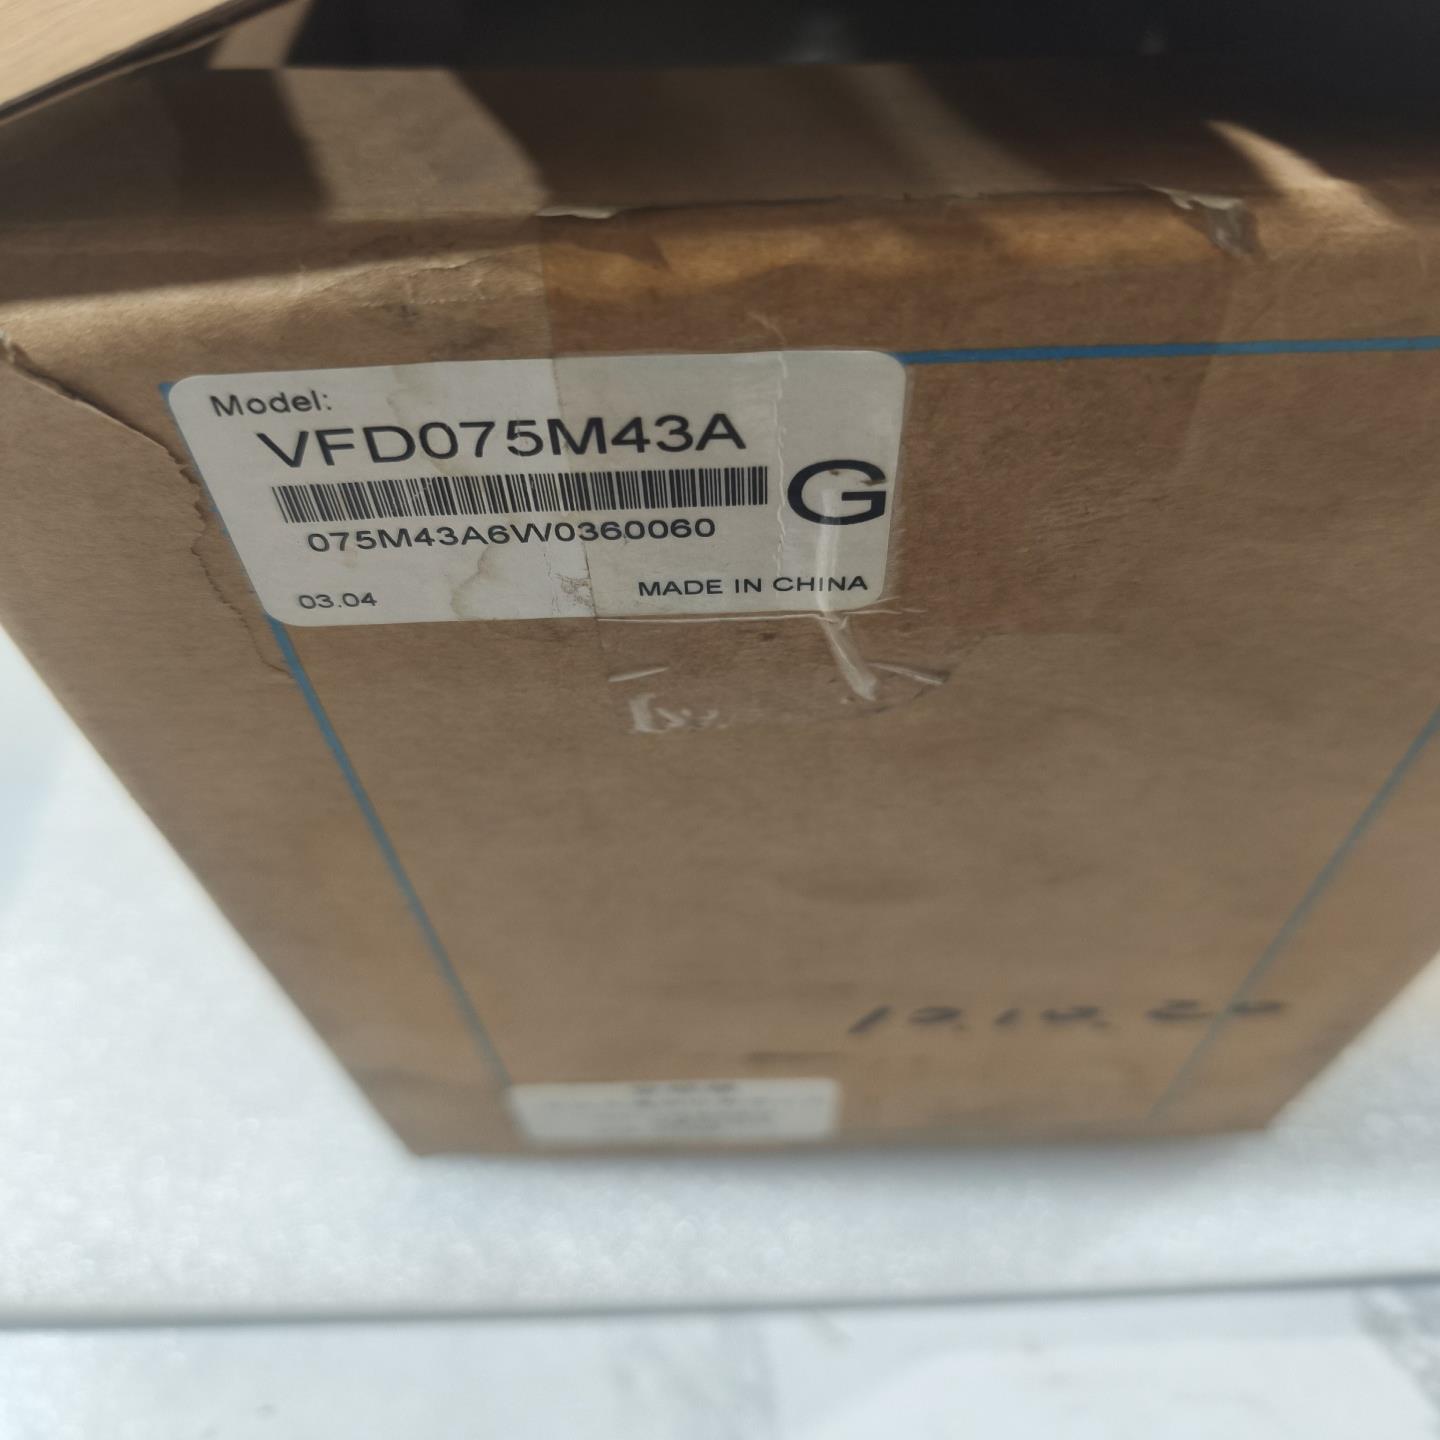 Model:
VFD075M43A
G
075M43A6W0360060
03.04
MADE IN CHINA